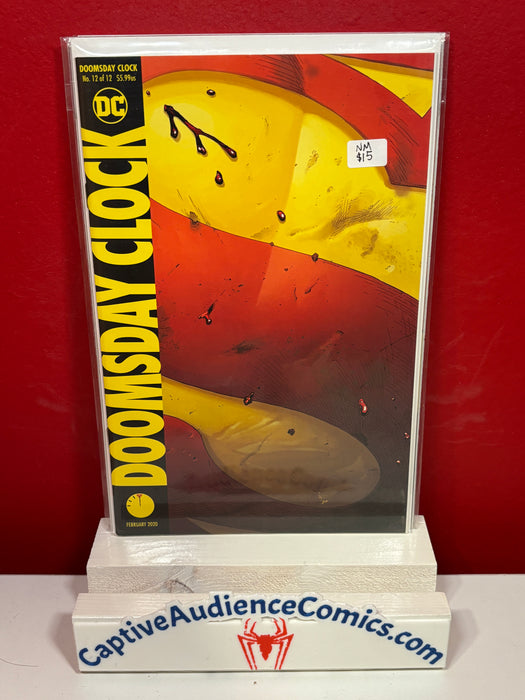 DOOMSDAY CLOCK
No. 12 of 12 $5.99us
DC
DOOMSDAY CLOCK
FEBRUARY 2020
NM
$15
CaptiveAudienceComics.com